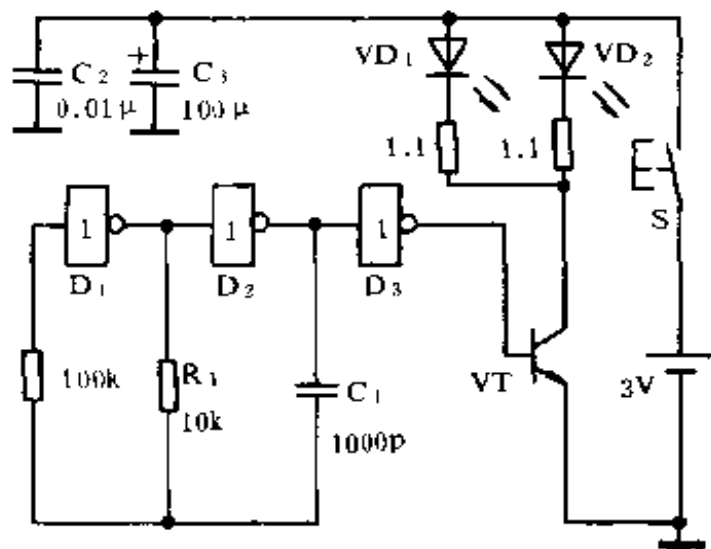 VD₁ VD₂
C₂ C₃
0.01μ 100μ
1.1 1.1
S
1 1 1
D₁ D₂ D₃
100k R₁ C₁ VT 3V
10k 1000p